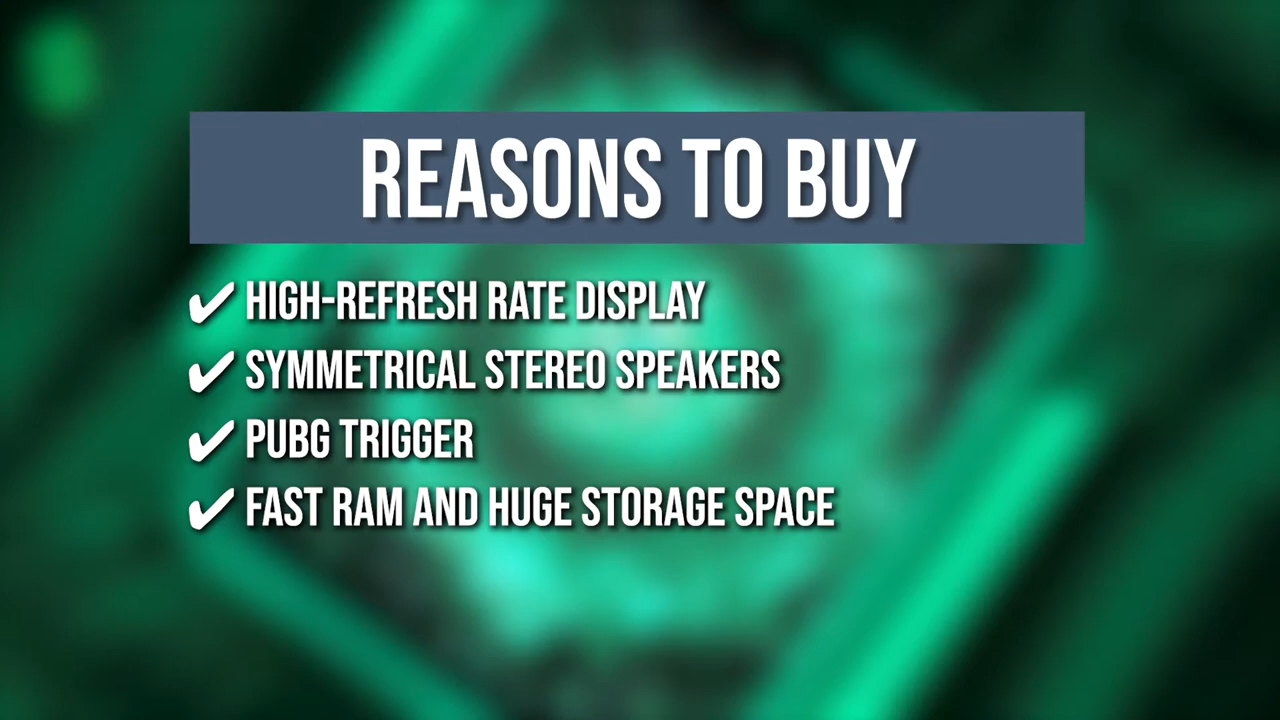 REASONS TO BUY
✔ HIGH-REFRESH RATE DISPLAY
✔ SYMMETRICAL STEREO SPEAKERS
✔ PUBG TRIGGER
✔ FAST RAM AND HUGE STORAGE SPACE